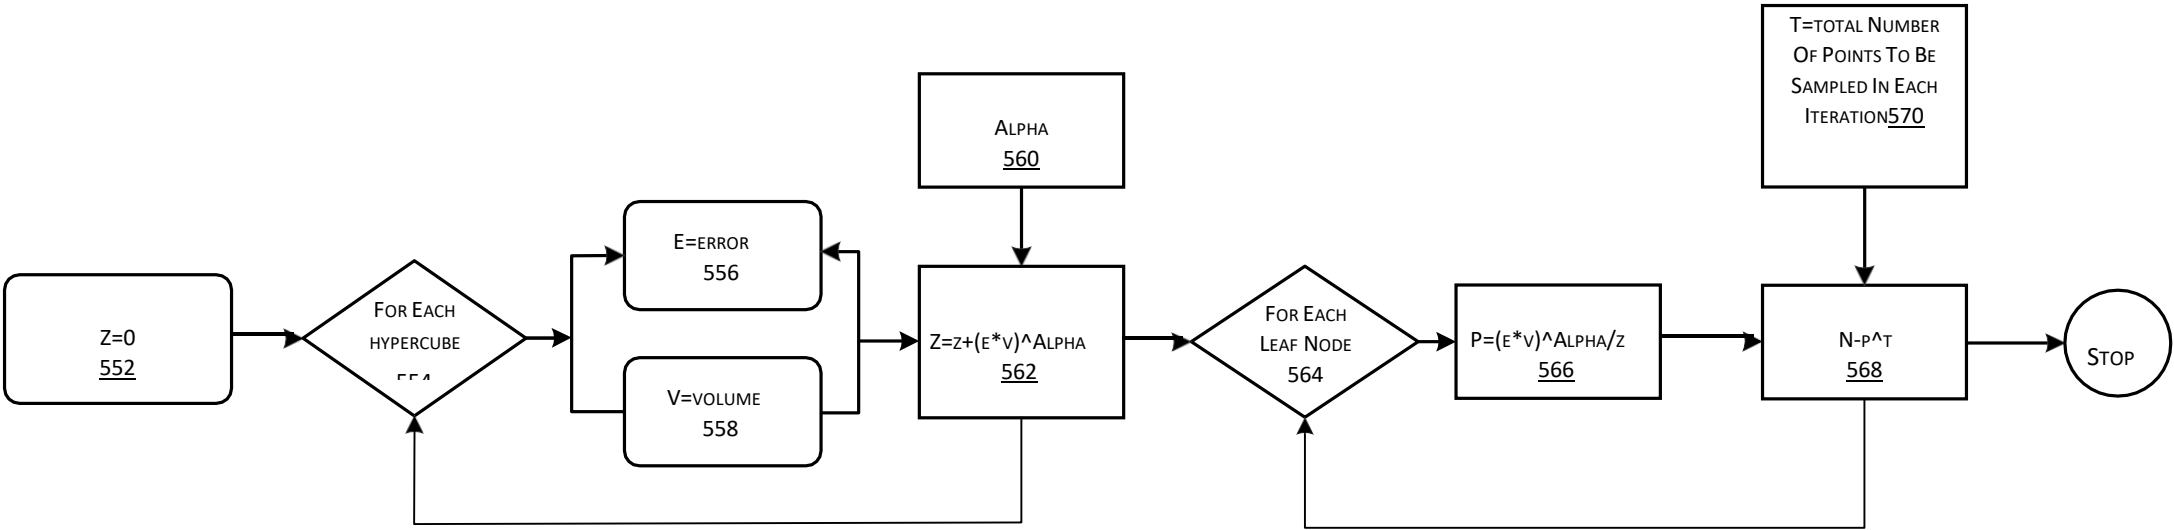 Z=0
552
FOR EACH
HYPERCUBE
E=ERROR
556
V=VOLUME
558
ALPHA
560
Z=Z+(E*V)^ALPHA
562
FOR EACH
LEAF NODE
564
P=(E*V)^ALPHA/Z
566
T=TOTAL NUMBER
OF POINTS TO BE
SAMPLED IN EACH
ITERATION570
N-P^T
568
STOP